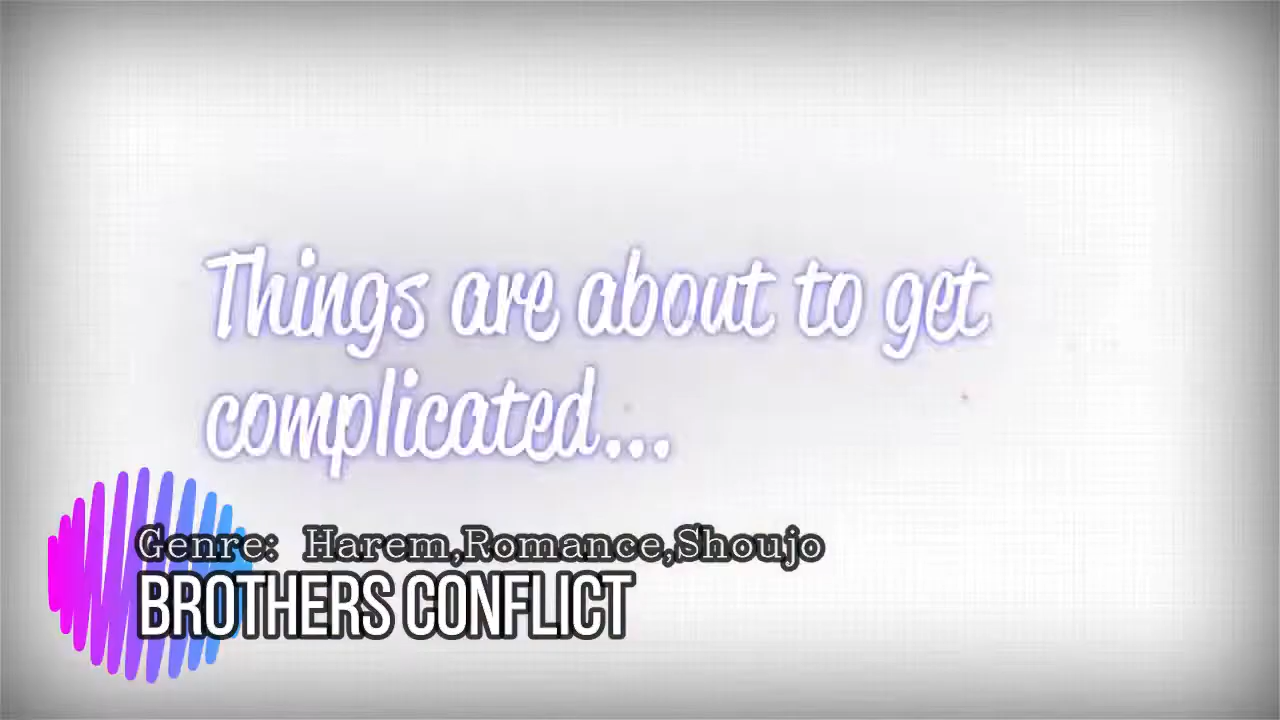 Things are about to get
complicated...
Genre: Harem,Romance,Shoujo
BROTHERS CONFLICT